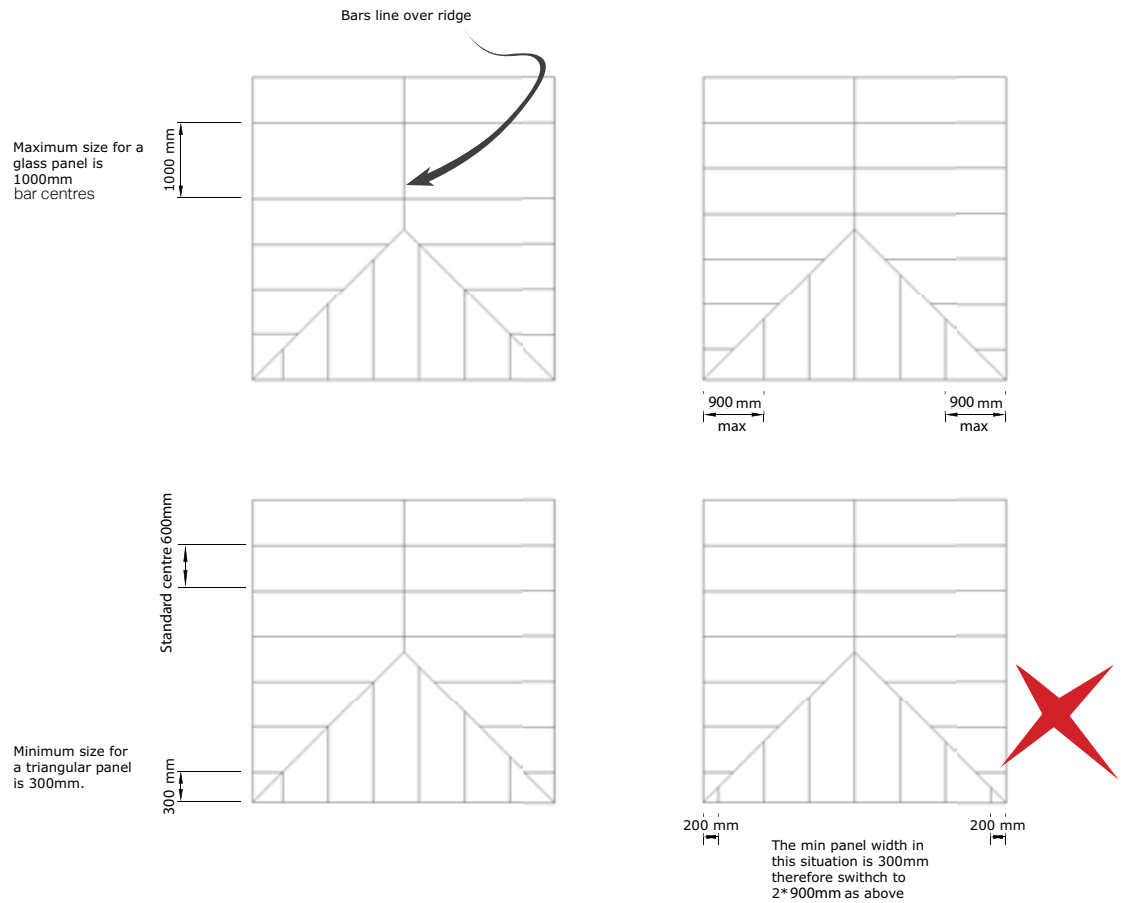 Bars line over ridge
Maximum size for a
glass panel is
1000mm
bar centres
1000 mm
900 mm
max
900 mm
max
Standard centre 600mm
Minimum size for
a triangular panel
is 300mm.
300 mm
200 mm
200 mm
The min panel width in
this situation is 300mm
therefore swithch to
2*900mm as above